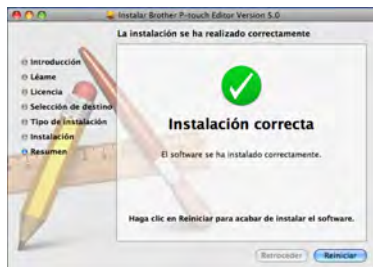 Instalar Brother P-touch Editor Version 5.0
La instalación se ha realizado correctamente
Introducción
Léame
Licencia
Selección de destino
Tipo de instalación
Instalación
Resumen
Instalación correcta
El software se ha instalado correctamente.
Haga clic en Reiniciar para acabar de instalar el software.
Retroceder Reiniciar